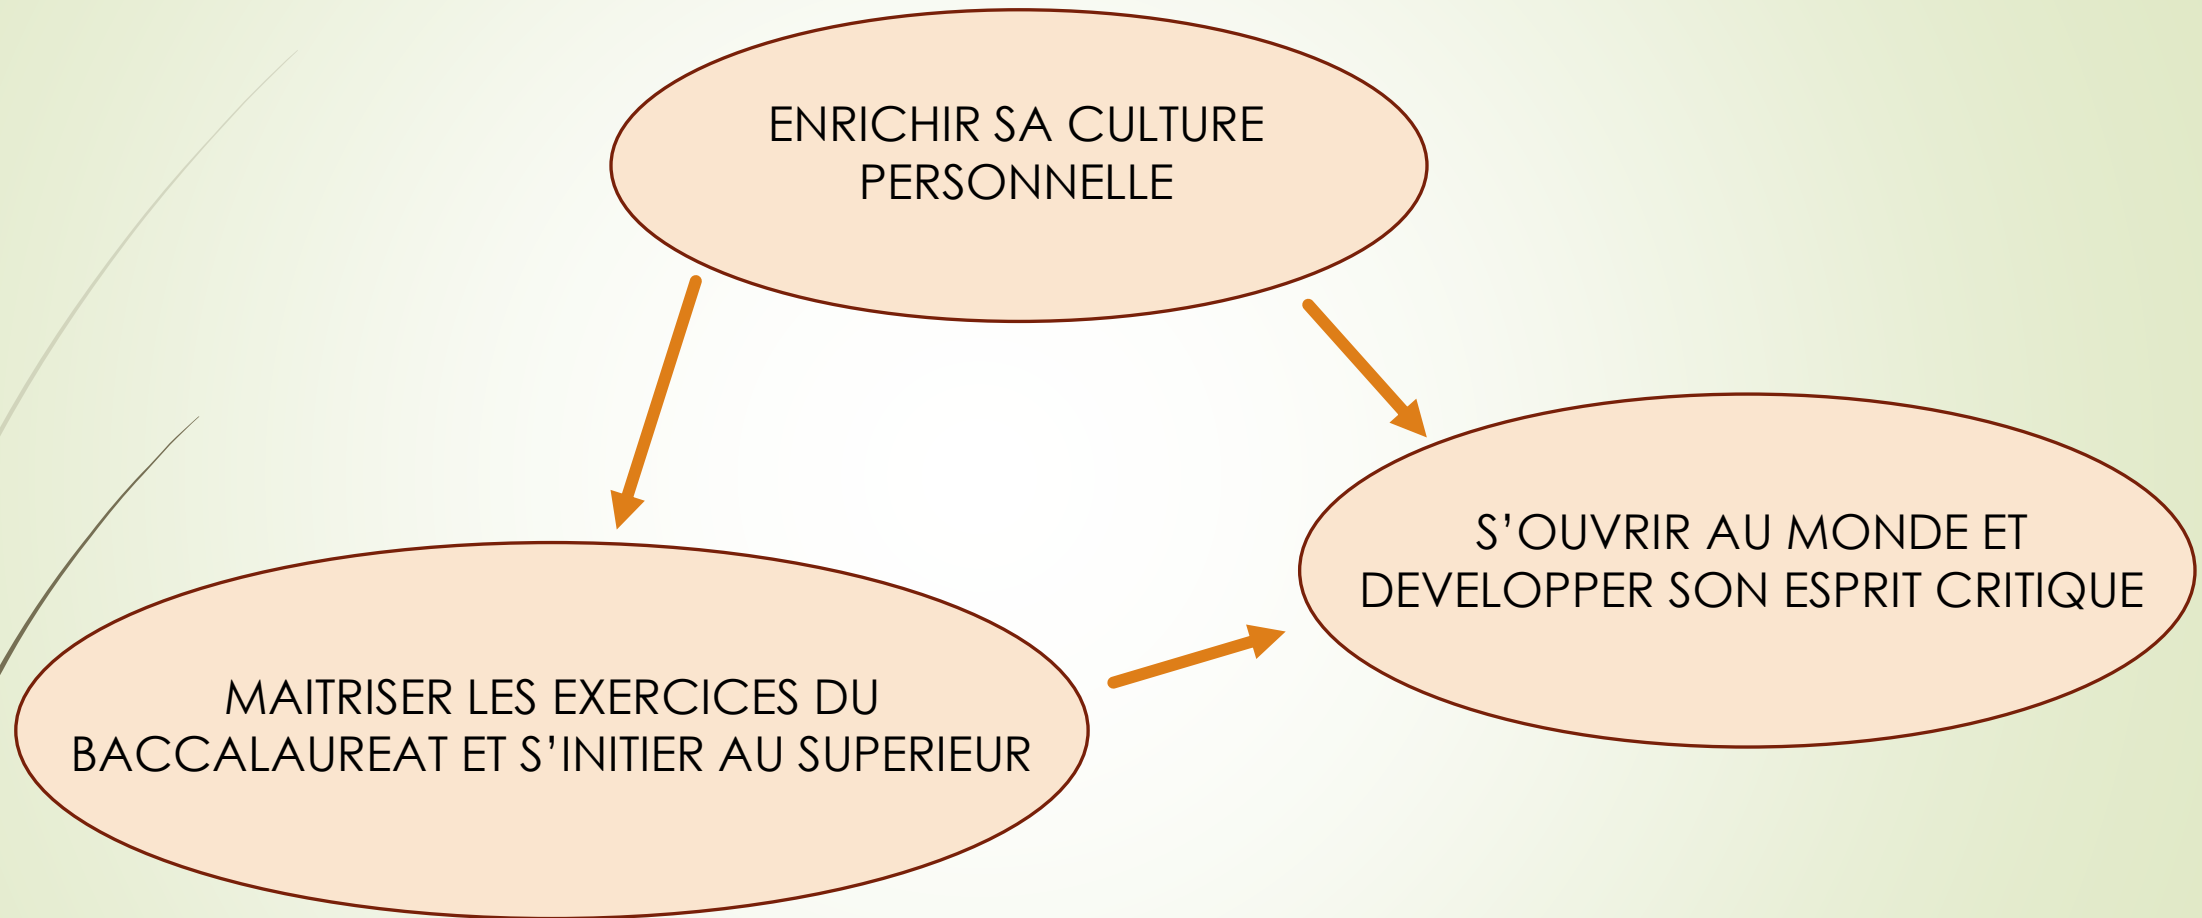 ENRICHIR SA CULTURE
PERSONNELLE
S’OUVRIR AU MONDE ET
DEVELOPPER SON ESPRIT CRITIQUE
MAITRISER LES EXERCICES DU
BACCALAUREAT ET S’INITIER AU SUPERIEUR